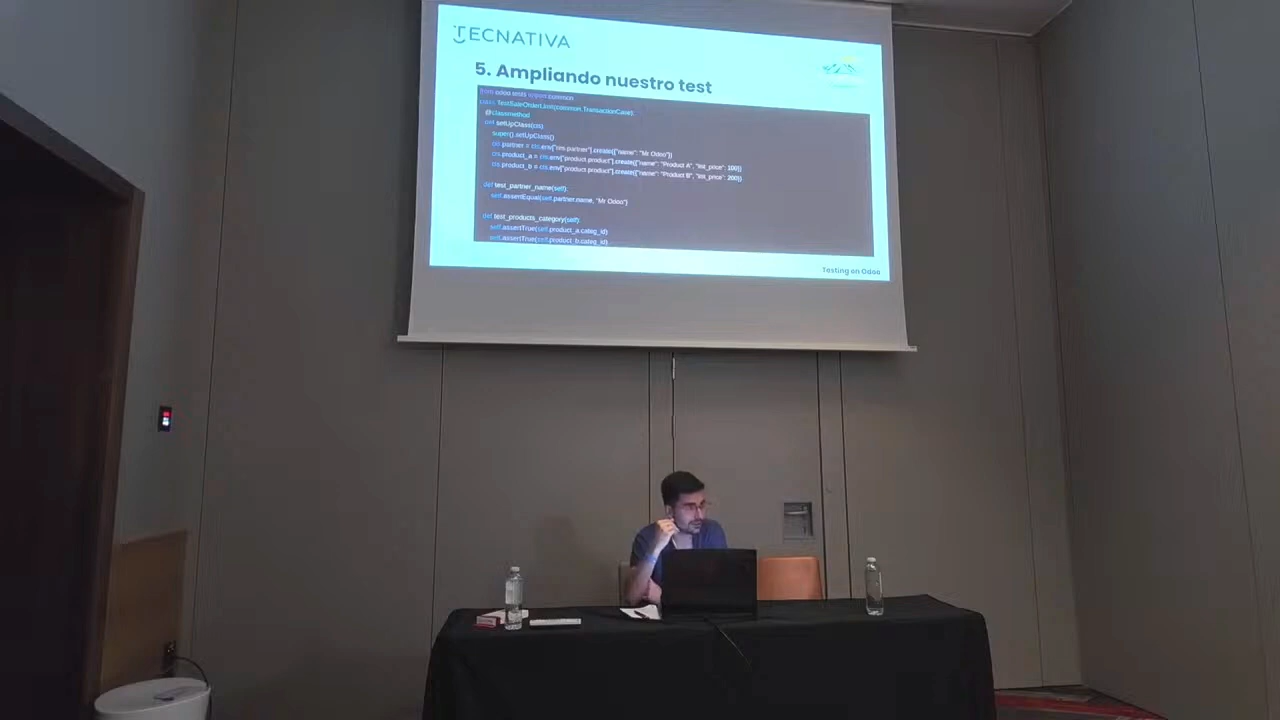 TECNATIVA
5. Ampliando nuestro test
from odoo.tests import common
class TestSaleOrderLimit(common.TransactionCase):
@classmethod
def setUpClass(cls):
super().setUpClass()
cls.partner = cls.env["res.partner"].create({"name": "Mr Odoo"})
cls.product_a = cls.env["product.product"].create({"name": "Product A", "list_price": 100})
cls.product_b = cls.env["product.product"].create({"name": "Product B", "list_price": 200})
def test_partner_name(self):
self.assertEqual(self.partner.name, "Mr Odoo")
def test_products_category(self):
self.assertTrue(self.product_a.categ_id)
self.assertTrue(self.product_b.categ_id)
Testing on Odoo